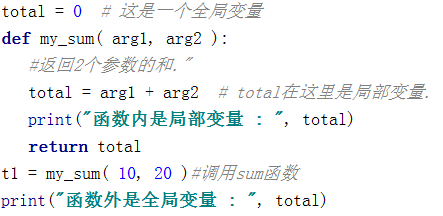 total = 0  # 这是一个全局变量
def my_sum( arg1, arg2 ):
   #返回2个参数的和."
   total = arg1 + arg2  # total在这里是局部变量.
   print("函数内是局部变量 : ", total)
   return total
t1 = my_sum( 10, 20 )#调用sum函数
print("函数外是全局变量 : ", total)